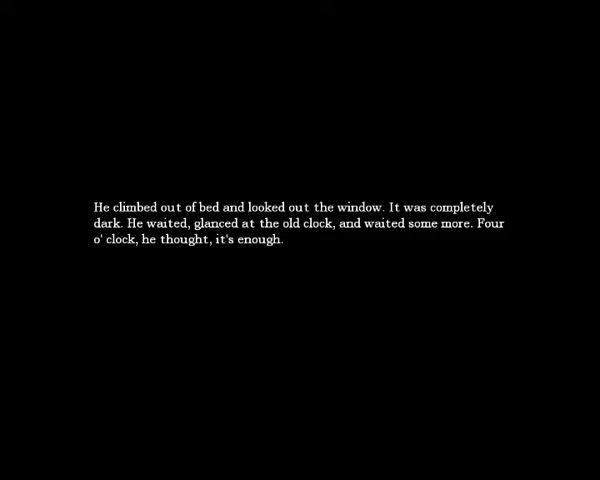 He climbed out of bed and looked out the window. It was completely
dark. He waited, glanced at the old clock, and waited some more. Four
o' clock, he thought, it's enough.